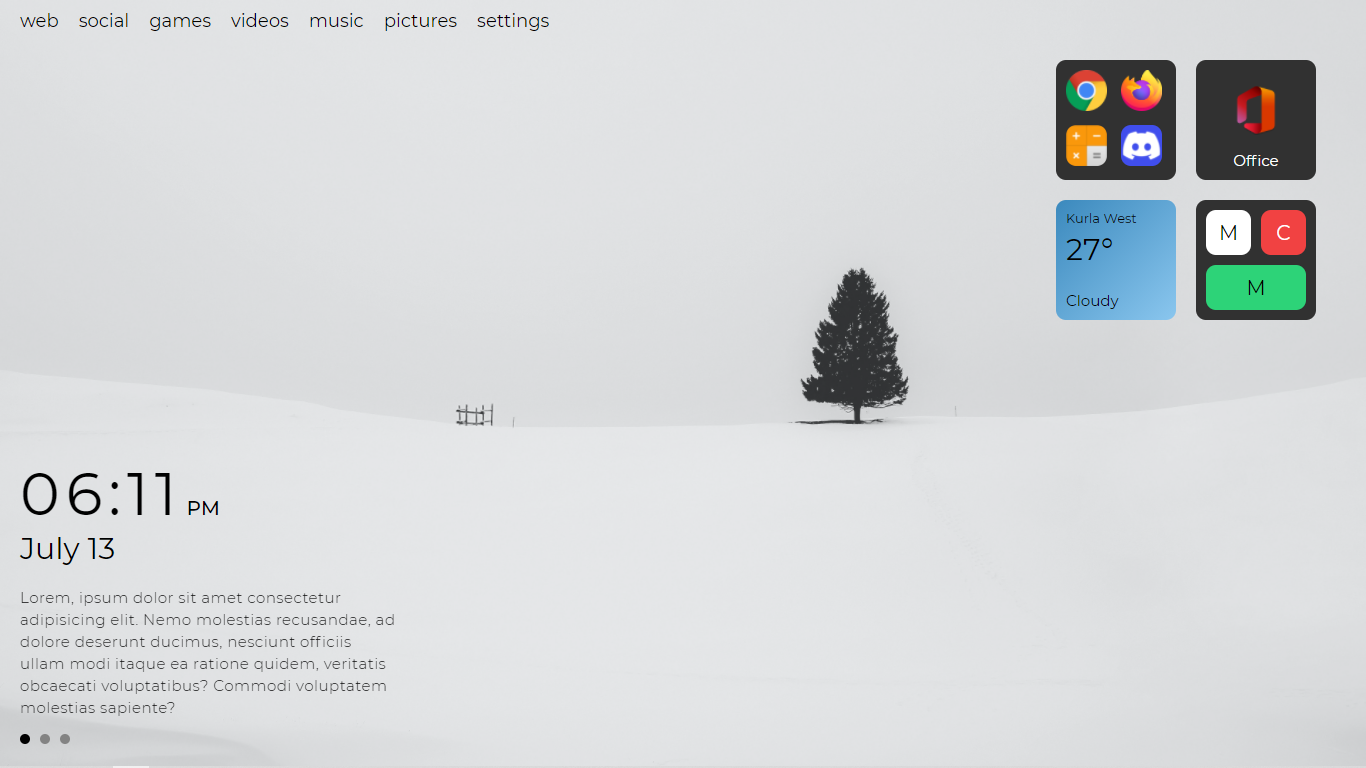 web social games videos music pictures settings
Office
Kurla West
27°
Cloudy
M C
M
06:11 PM
July 13
Lorem, ipsum dolor sit amet consectetur
adipisicing elit. Nemo molestias recusandae, ad
dolore deserunt ducimus, nesciunt officiis
ullam modi itaque ea ratione quidem, veritatis
obcaecati voluptatibus? Commodi voluptatem
molestias sapiente?